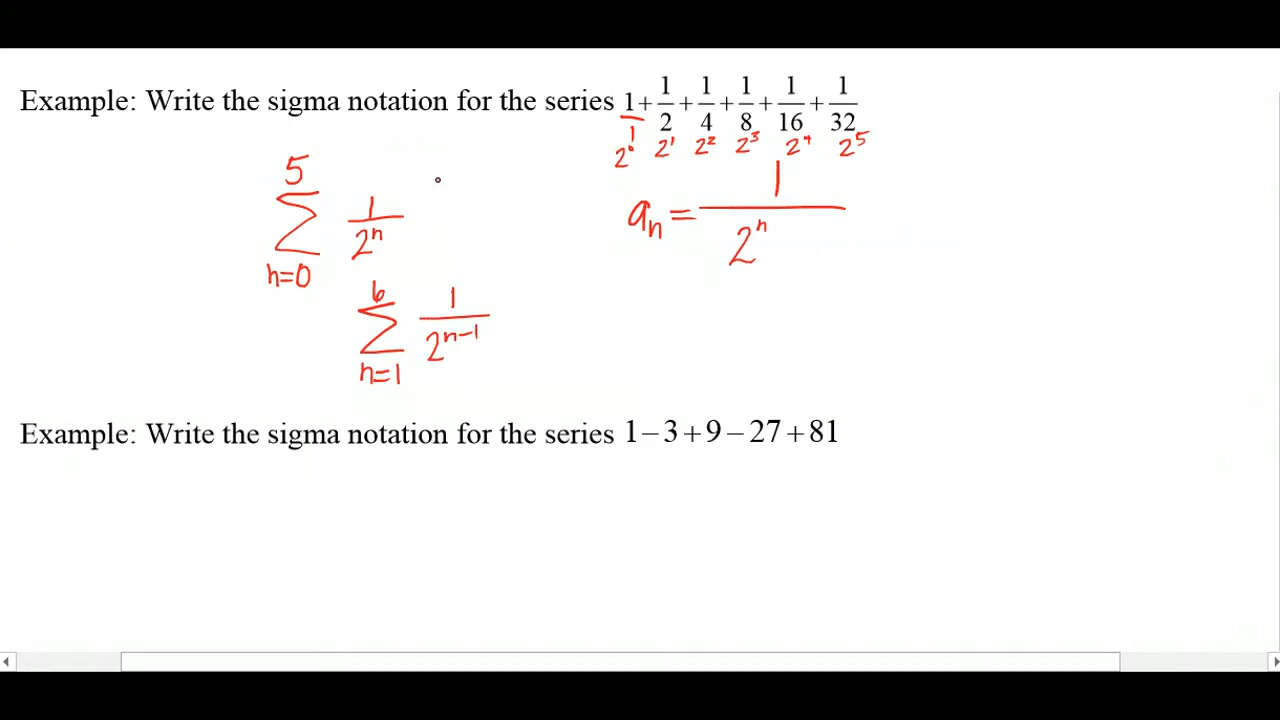 Example: Write the sigma notation for the series 1 + 1/2 + 1/4 + 1/8 + 1/16 + 1/32
1/2⁰ 2¹ 2² 2³ 2⁴ 2⁵
5
∑ 1/2ⁿ
n=0
aₙ = 1/2ⁿ
6
∑ 1/2ⁿ⁻¹
n=1
Example: Write the sigma notation for the series 1 − 3 + 9 − 27 + 81